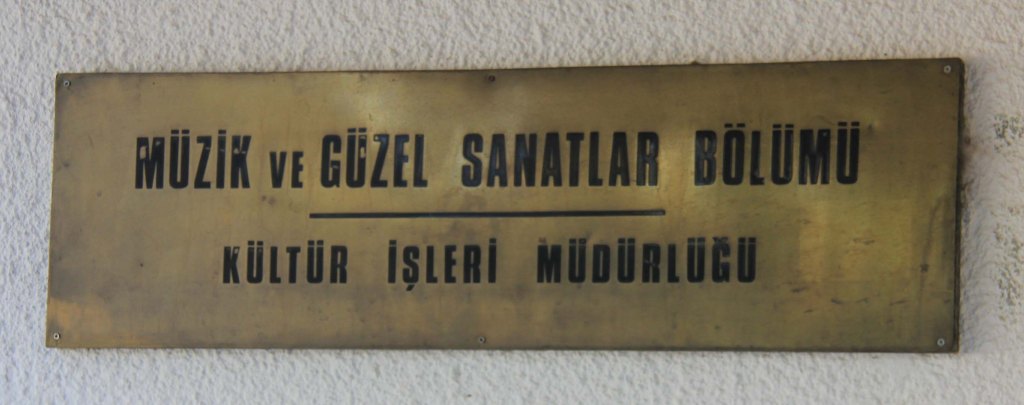 MÜZİK VE GÜZEL SANATLAR BÖLÜMÜ
KÜLTÜR İŞLERİ MÜDÜRLÜĞÜ